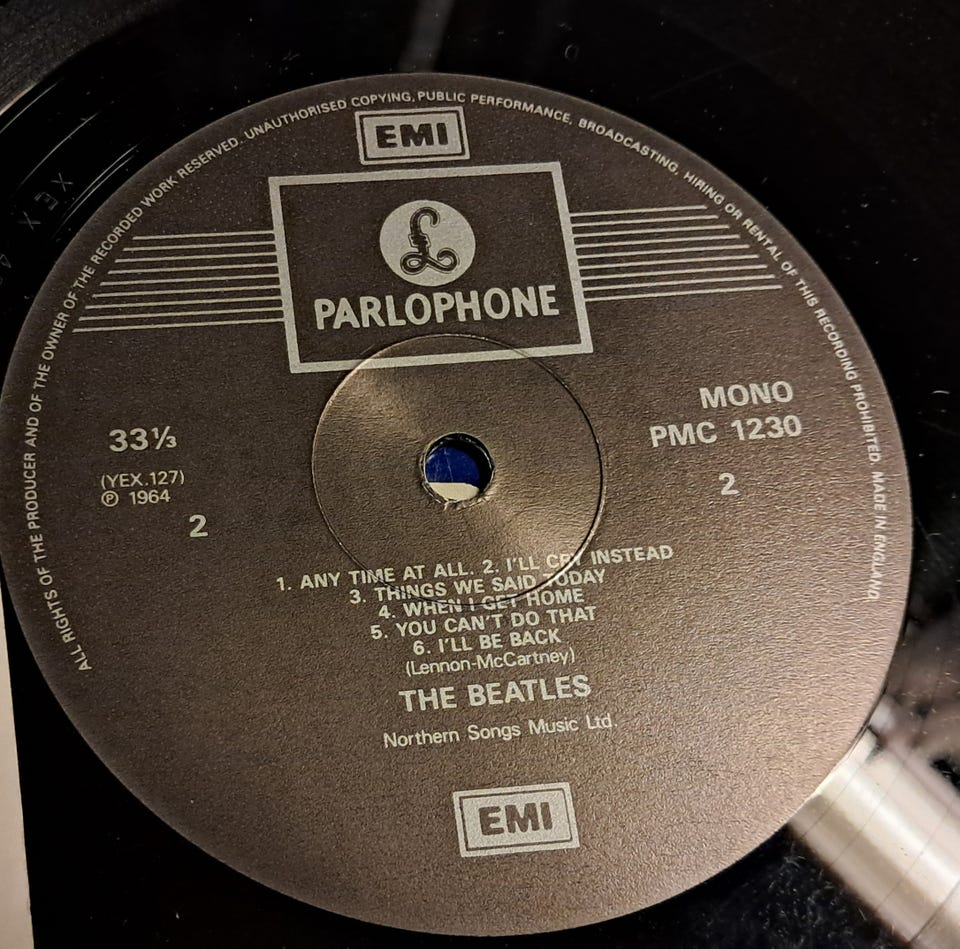 ALL RIGHTS OF THE PRODUCER AND OF THE OWNER OF THE RECORDED WORK RESERVED. UNAUTHORISED COPYING, PUBLIC PERFORMANCE, BROADCASTING, HIRING OR RENTAL OF THIS RECORDING PROHIBITED. MADE IN ENGLAND.
EMI
£
PARLOPHONE
MONO
33⅓
PMC 1230
(YEX.127)
℗ 1964
2
2
1. ANY TIME AT ALL. 2. I'LL CRY INSTEAD
3. THINGS WE SAID TODAY
4. WHEN I GET HOME
5. YOU CAN'T DO THAT
6. I'LL BE BACK
(Lennon-McCartney)
THE BEATLES
Northern Songs Music Ltd.
EMI
XEX